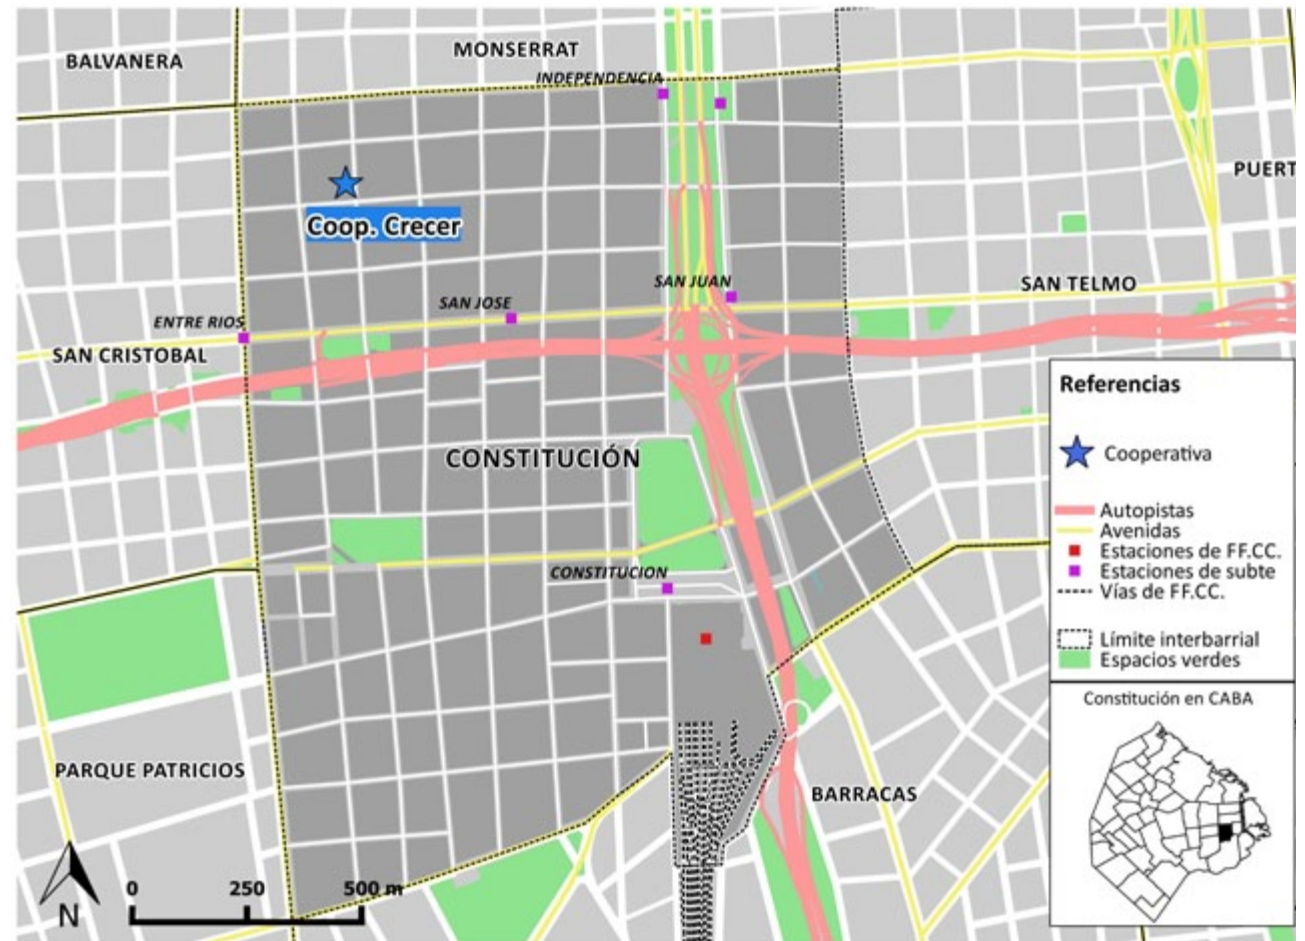 BALVANERA
MONSERRAT
INDEPENDENCIA
PUERT
Coop. Crecer
SAN JUAN
SAN TELMO
SAN JOSE
ENTRE RIOS
SAN CRISTOBAL
CONSTITUCIÓN
CONSTITUCION
PARQUE PATRICIOS
BARRACAS
N
0 250 500 m
Referencias
Cooperativa
Autopistas
Avenidas
Estaciones de FF.CC.
Estaciones de subte
Vías de FF.CC.
Límite interbarrial
Espacios verdes
Constitución en CABA